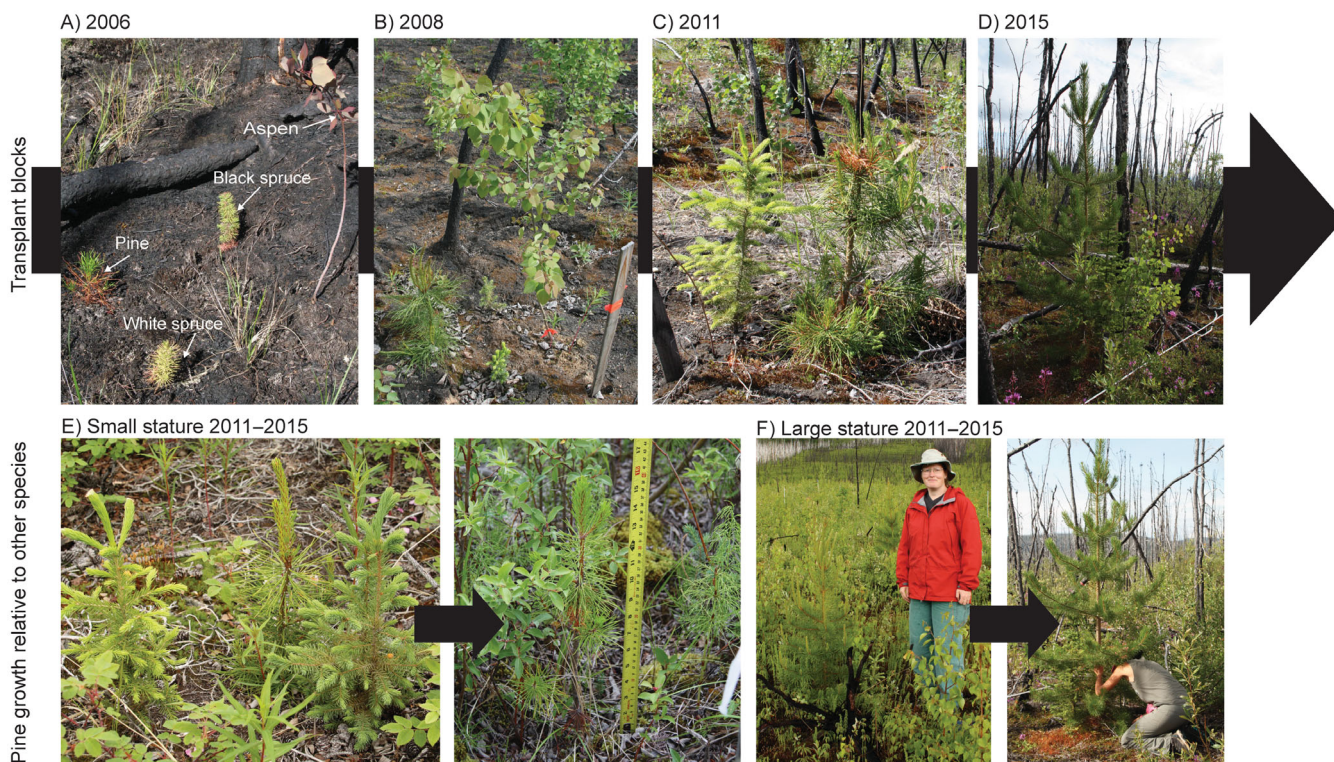 A) 2006
B) 2008
C) 2011
D) 2015
Transplant blocks
Aspen
Black spruce
Pine
White spruce
E) Small stature 2011–2015
F) Large stature 2011–2015
Pine growth relative to other species